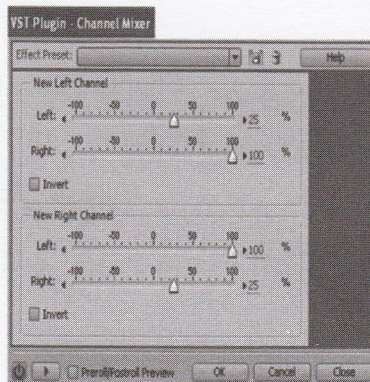 VST Plugin - Channel Mixer
Effect Preset: Help
New Left Channel
-100 -50 0 50 100
Left: 25 %
-100 -50 0 50 100
Right: 100 %
Invert
New Right Channel
-100 -50 0 50 100
Left: 100 %
-100 -50 0 50 100
Right: 25 %
Invert
Preroll/Postroll Preview OK Cancel Close